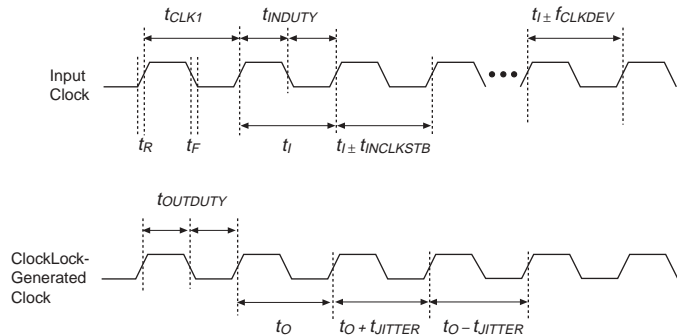 tCLK1
tINDUTY
tI ± fCLKDEV
Input
Clock
tR
tF
tI
tI ± tINCLKSTB
tOUTDUTY
ClockLock-
Generated
Clock
tO
tO + tJITTER
tO – tJITTER